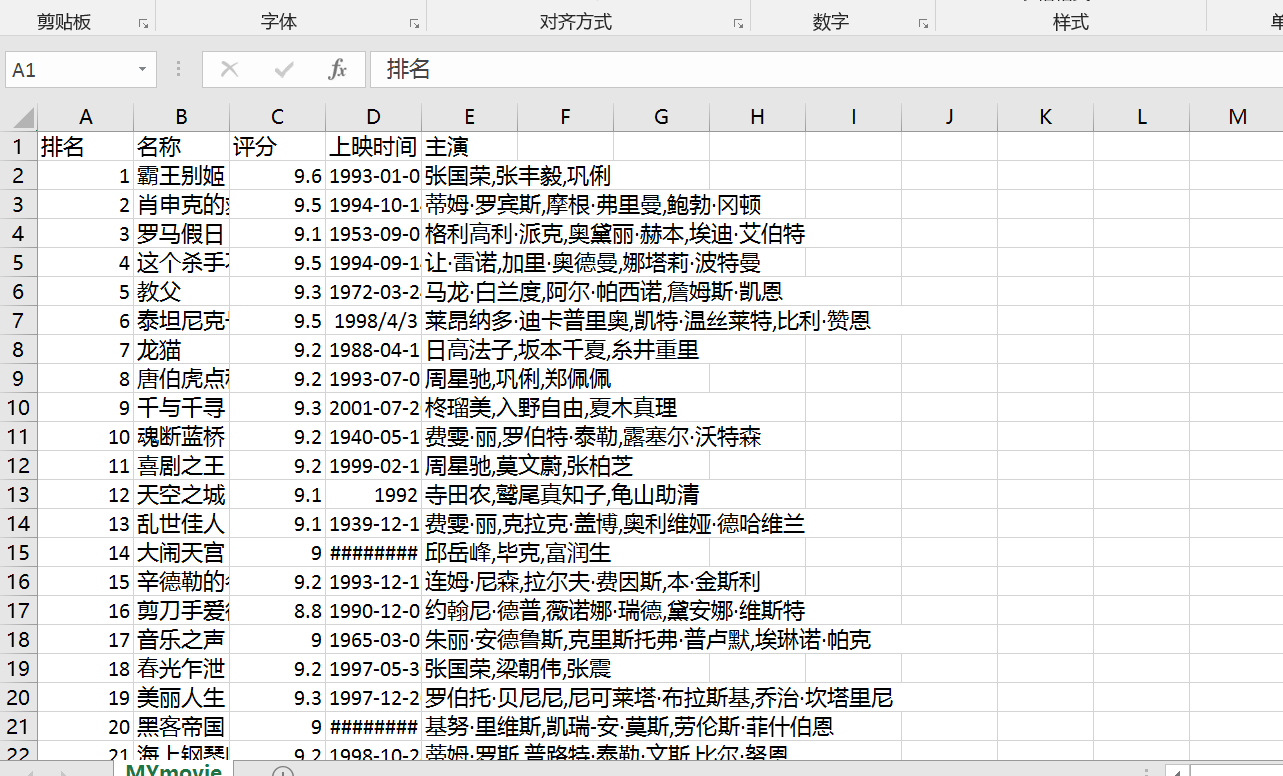 剪贴板 字体 对齐方式 数字 样式
A1 fx 排名
A B C D E F G H I J K L M
1 排名 名称 评分 上映时间 主演
2 1 霸王别姬 9.6 1993-01-0 张国荣,张丰毅,巩俐
3 2 肖申克的 9.5 1994-10-1 蒂姆·罗宾斯,摩根·弗里曼,鲍勃·冈顿
4 3 罗马假日 9.1 1953-09-0 格利高利·派克,奥黛丽·赫本,埃迪·艾伯特
5 4 这个杀手 9.5 1994-09-1 让·雷诺,加里·奥德曼,娜塔莉·波特曼
6 5 教父 9.3 1972-03-2 马龙·白兰度,阿尔·帕西诺,詹姆斯·凯恩
7 6 泰坦尼克 9.5 1998/4/3 莱昂纳多·迪卡普里奥,凯特·温丝莱特,比利·赞恩
8 7 龙猫 9.2 1988-04-1 日高法子,坂本千夏,糸井重里
9 8 唐伯虎点 9.2 1993-07-0 周星驰,巩俐,郑佩佩
10 9 千与千寻 9.3 2001-07-2 柊瑠美,入野自由,夏木真理
11 10 魂断蓝桥 9.2 1940-05-1 费雯·丽,罗伯特·泰勒,露塞尔·沃特森
12 11 喜剧之王 9.2 1999-02-1 周星驰,莫文蔚,张柏芝
13 12 天空之城 9.1 1992 寺田农,鹫尾真知子,龟山助清
14 13 乱世佳人 9.1 1939-12-1 费雯·丽,克拉克·盖博,奥利维娅·德哈维兰
15 14 大闹天宫 9 ######## 邱岳峰,毕克,富润生
16 15 辛德勒的 9.2 1993-12-1 连姆·尼森,拉尔夫·费因斯,本·金斯利
17 16 剪刀手爱 8.8 1990-12-0 约翰尼·德普,薇诺娜·瑞德,黛安娜·维斯特
18 17 音乐之声 9 1965-03-0 朱丽·安德鲁斯,克里斯托弗·普卢默,埃琳诺·帕克
19 18 春光乍泄 9.2 1997-05-3 张国荣,梁朝伟,张震
20 19 美丽人生 9.3 1997-12-2 罗伯托·贝尼尼,尼可莱塔·布拉斯基,乔治·坎塔里尼
21 20 黑客帝国 9 ######## 基努·里维斯,凯瑞-安·莫斯,劳伦斯·菲什伯恩
22 21 海上钢琴 9.2 1998-10-2 蒂姆·罗斯,普路特·泰勒·文斯,比尔·努恩
MYmovie